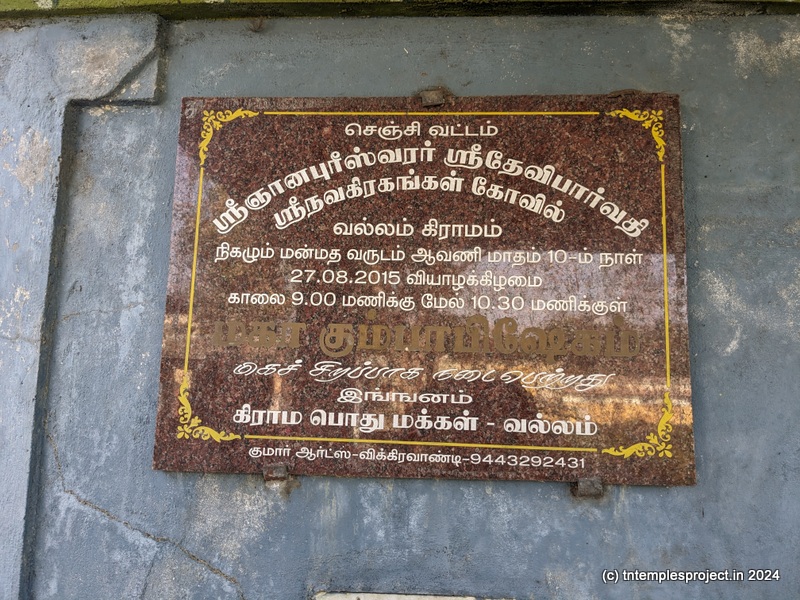 செஞ்சி வட்டம்
ஸ்ரீஞானபுரீஸ்வரர் ஸ்ரீதேவிபார்வதி
ஸ்ரீநவகிரகங்கள் கோவில்
வல்லம் கிராமம்
நிகழும் மன்மத வருடம் ஆவணி மாதம் 10-ம் நாள்
27.08.2015 வியாழக்கிழமை
காலை 9.00 மணிக்கு மேல் 10.30 மணிக்குள்
மகா கும்பாபிஷேகம்
மிகச் சிறப்பாக நடைபெற்றது
இங்ஙனம்
கிராம பொது மக்கள் - வல்லம்
குமார் ஆர்ட்ஸ்-விக்கிரவாண்டி-9443292431
(c) tntemplesproject.in 2024